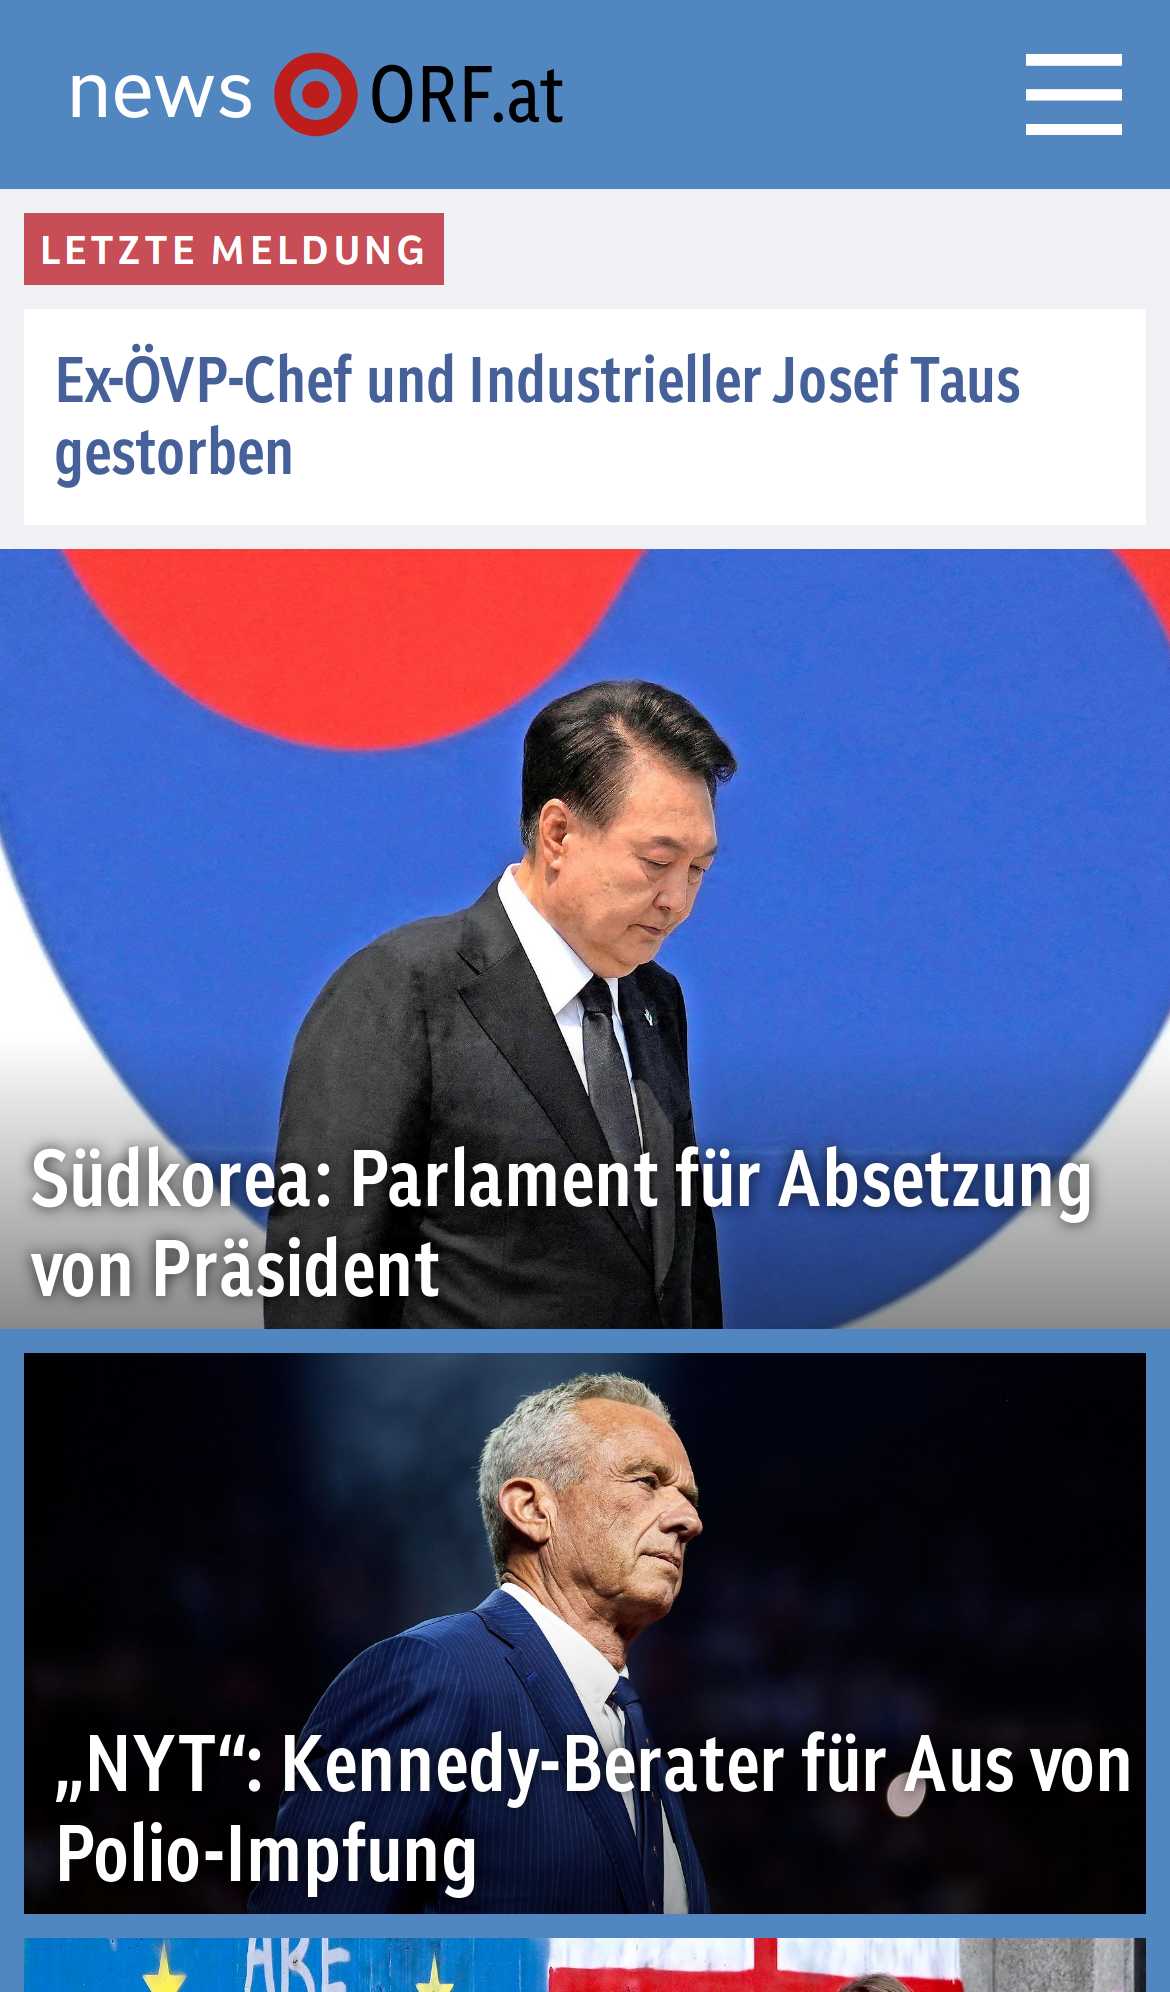 news ORF.at
LETZTE MELDUNG
Ex-ÖVP-Chef und Industrieller Josef Taus
gestorben
Südkorea: Parlament für Absetzung
von Präsident
„NYT“: Kennedy-Berater für Aus von
Polio-Impfung
ARE